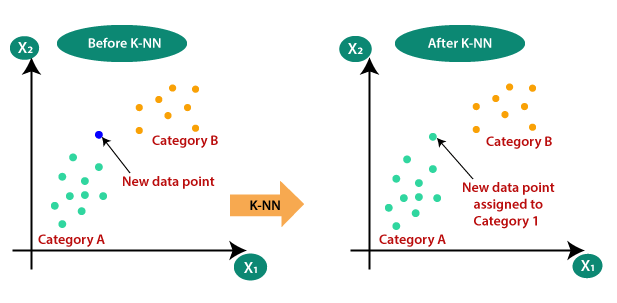 X₂
Before K-NN
Category B
New data point
Category A
X₁
K-NN
X₂
After K-NN
Category B
New data point
assigned to
Category 1
Category A
X₁